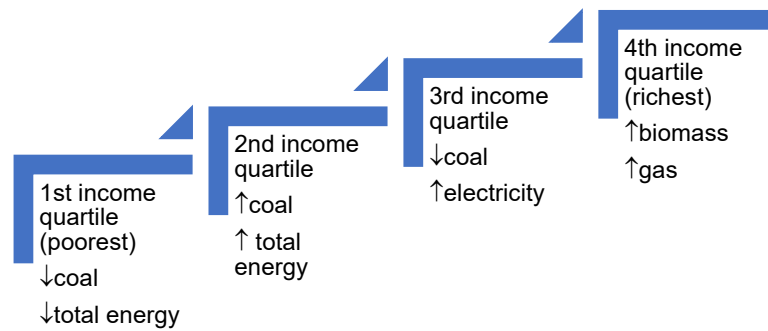 1st income
quartile
(poorest)
↓coal
↓total energy
2nd income
quartile
↑coal
↑ total
energy
3rd income
quartile
↓coal
↑electricity
4th income
quartile
(richest)
↑biomass
↑gas